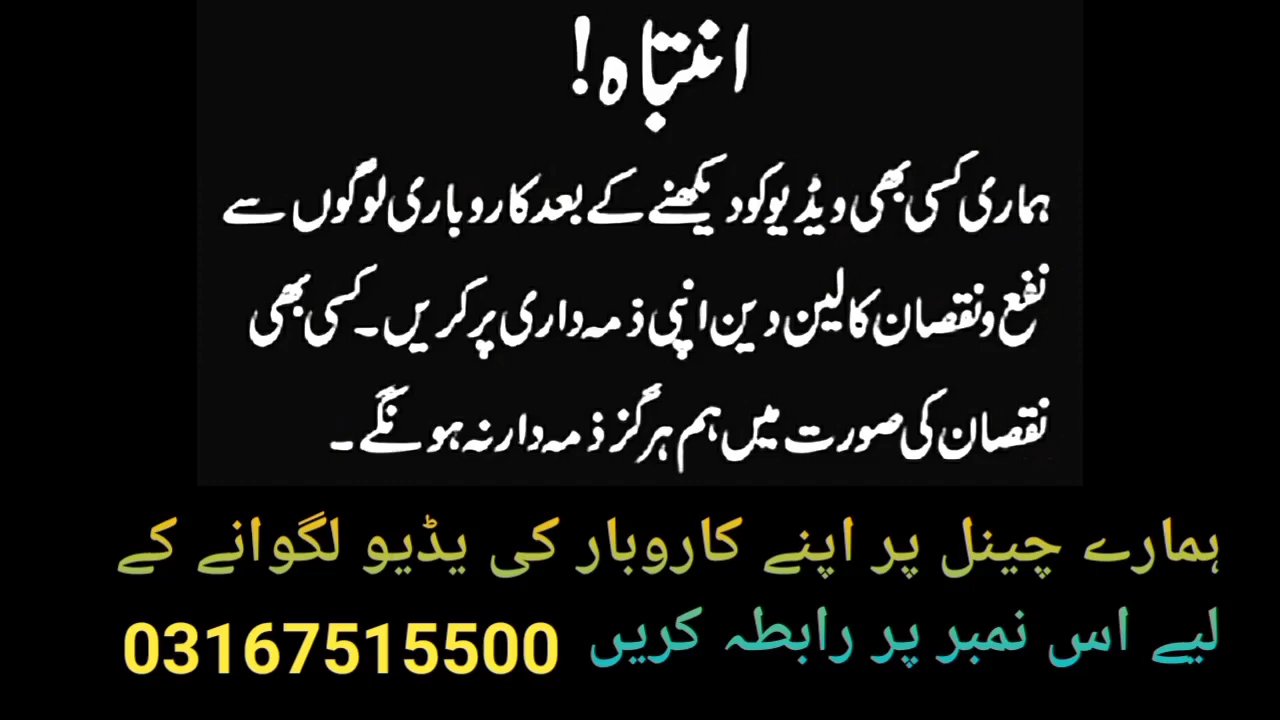 انتباہ!
ہماری کسی بھی ویڈیو کو دیکھنے کے بعد کاروباری لوگوں سے
نفع و نقصان کا لین دین اپنی ذمہ داری پر کریں۔ کسی بھی
نقصان کی صورت میں ہم ہرگز ذمہ دار نہ ہونگے۔
ہمارے چینل پر اپنے کاروبار کی یڈیو لگوانے کے
لیے اس نمبر پر رابطہ کریں 03167515500